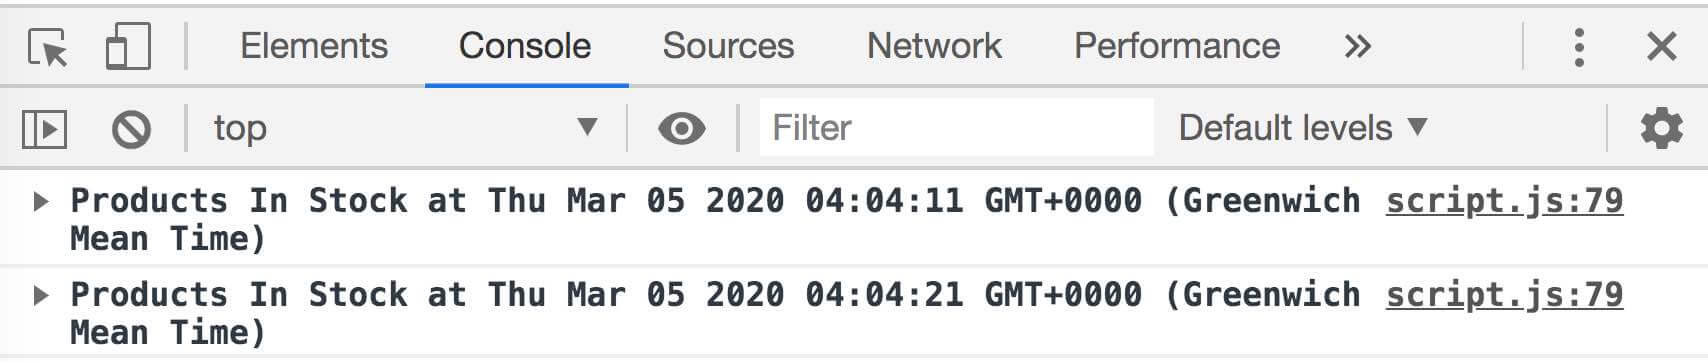 Elements Console Sources Network Performance
top Filter Default levels
Products In Stock at Thu Mar 05 2020 04:04:11 GMT+0000 (Greenwich script.js:79
Mean Time)
Products In Stock at Thu Mar 05 2020 04:04:21 GMT+0000 (Greenwich script.js:79
Mean Time)